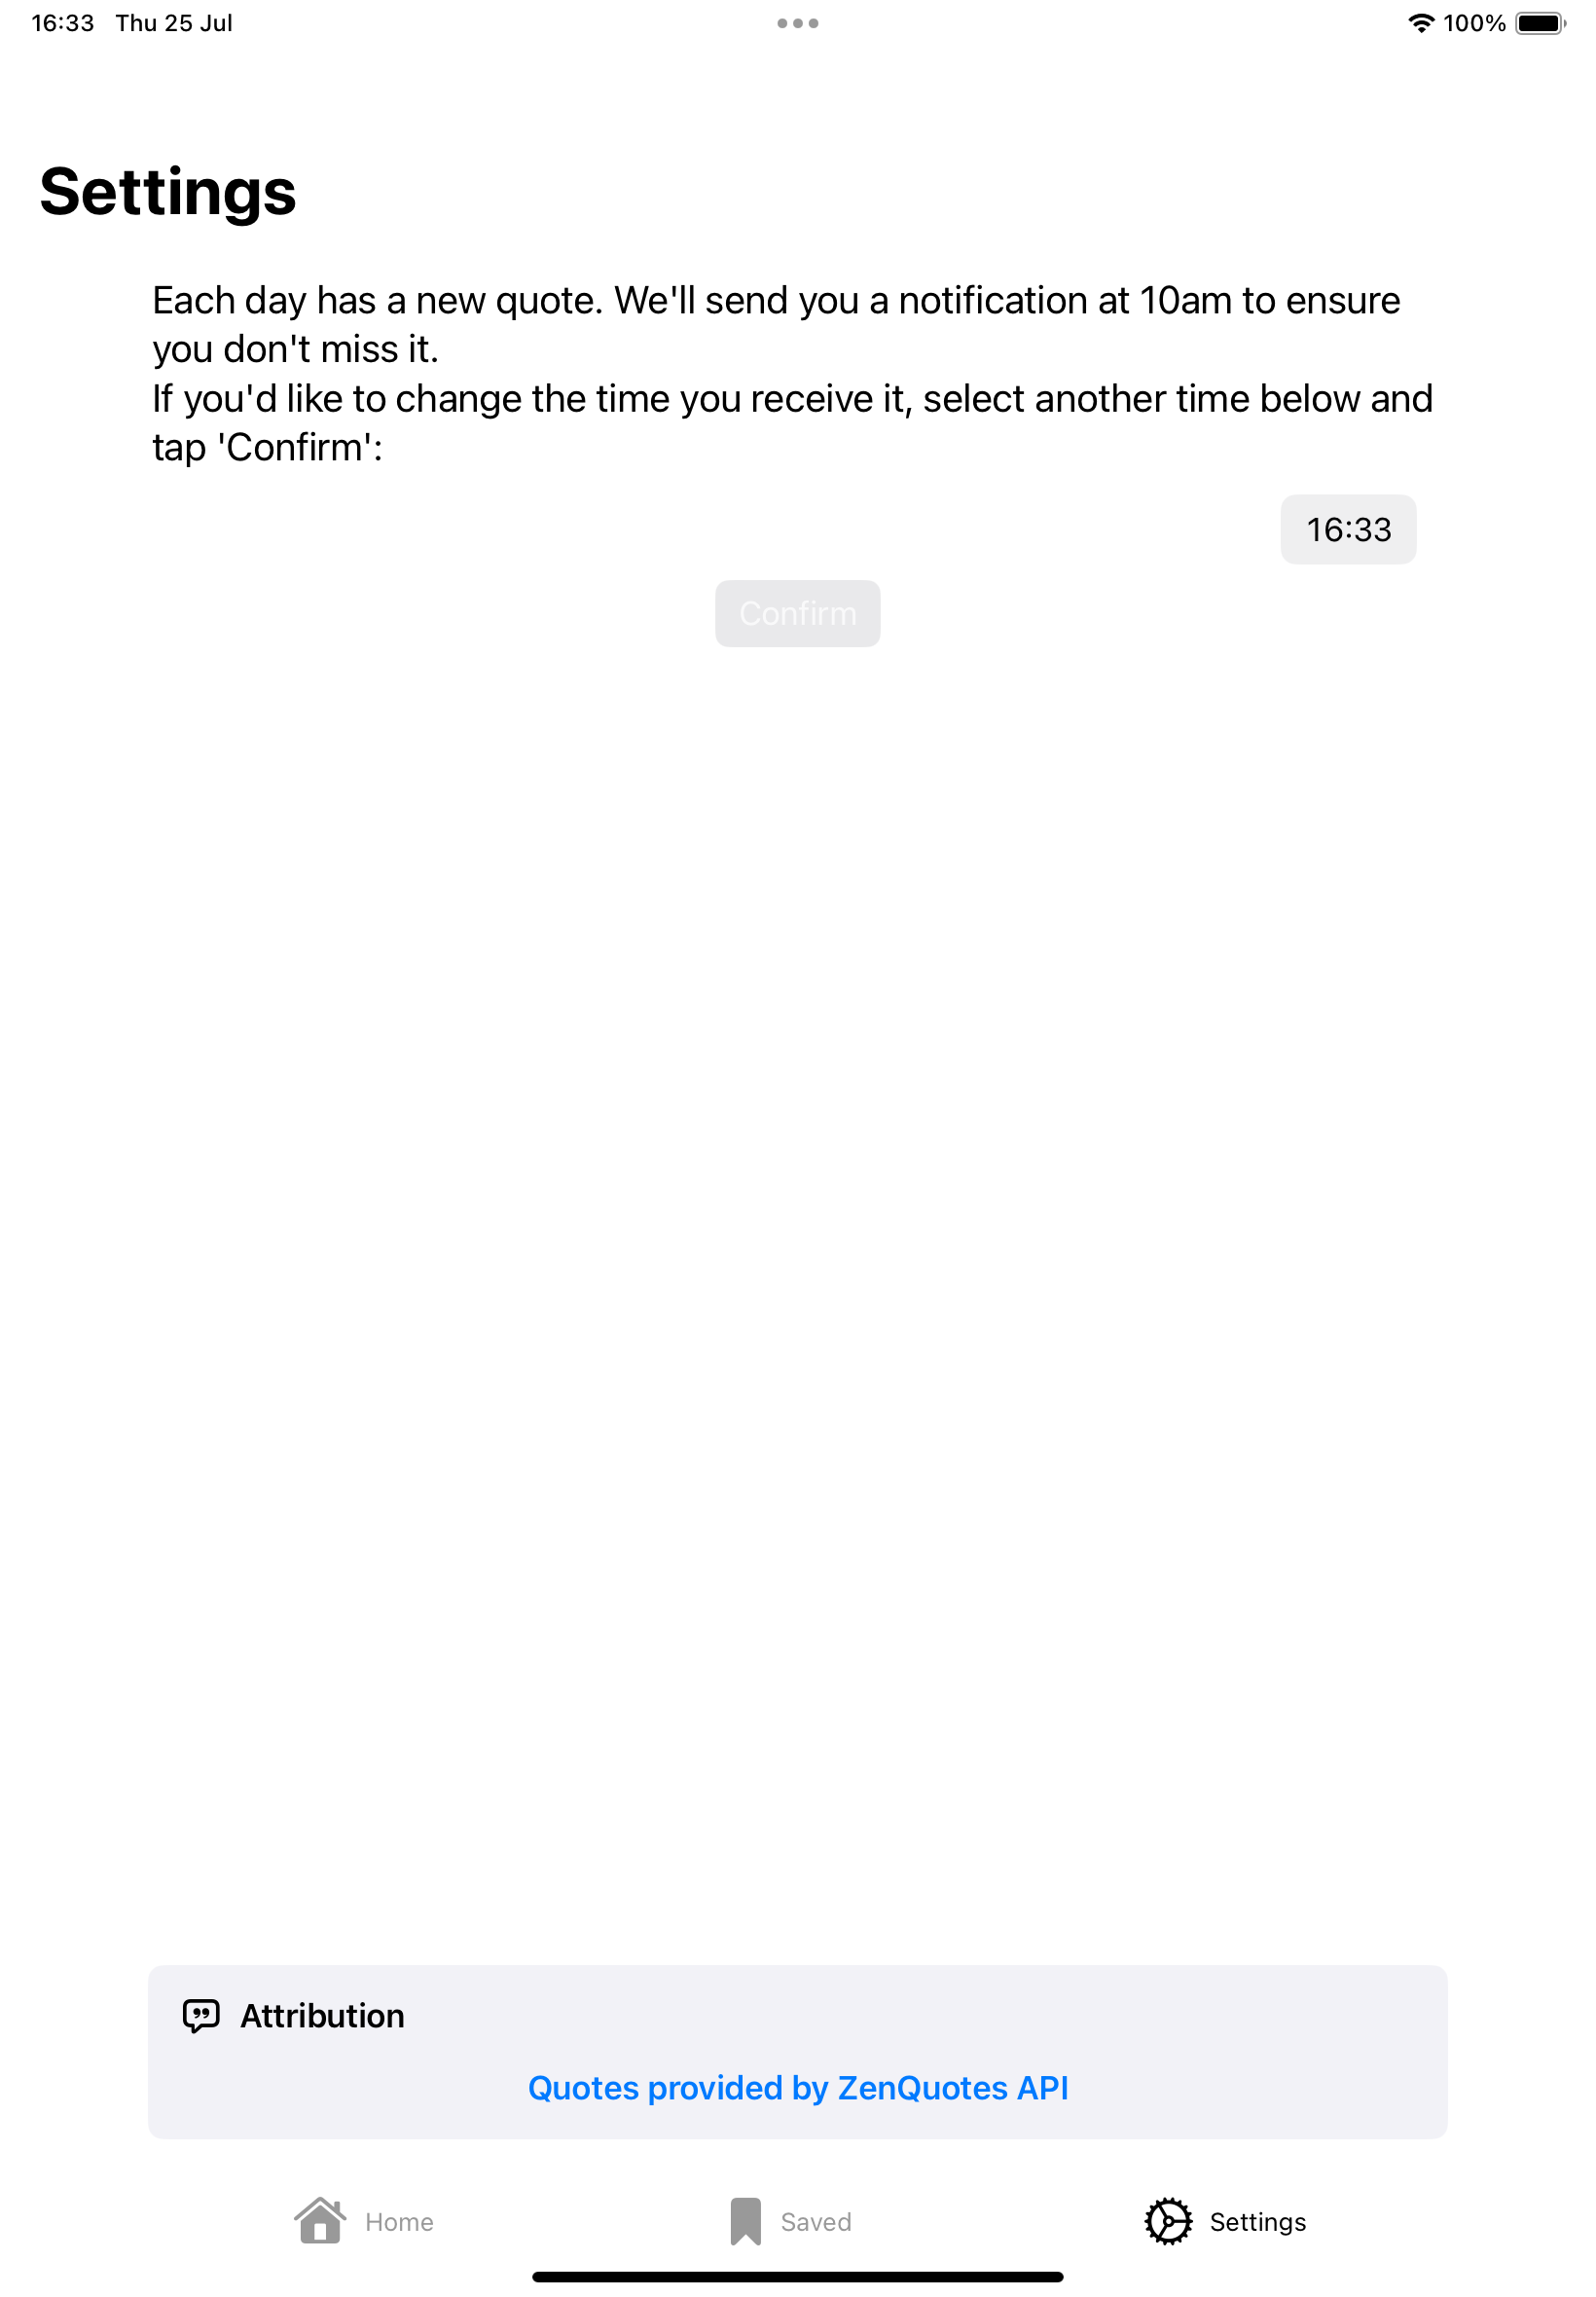 16:33 Thu 25 Jul
100%
Settings
Each day has a new quote. We'll send you a notification at 10am to ensure
you don't miss it.
If you'd like to change the time you receive it, select another time below and
tap 'Confirm':
16:33
Confirm
Attribution
Quotes provided by ZenQuotes API
Home
Saved
Settings